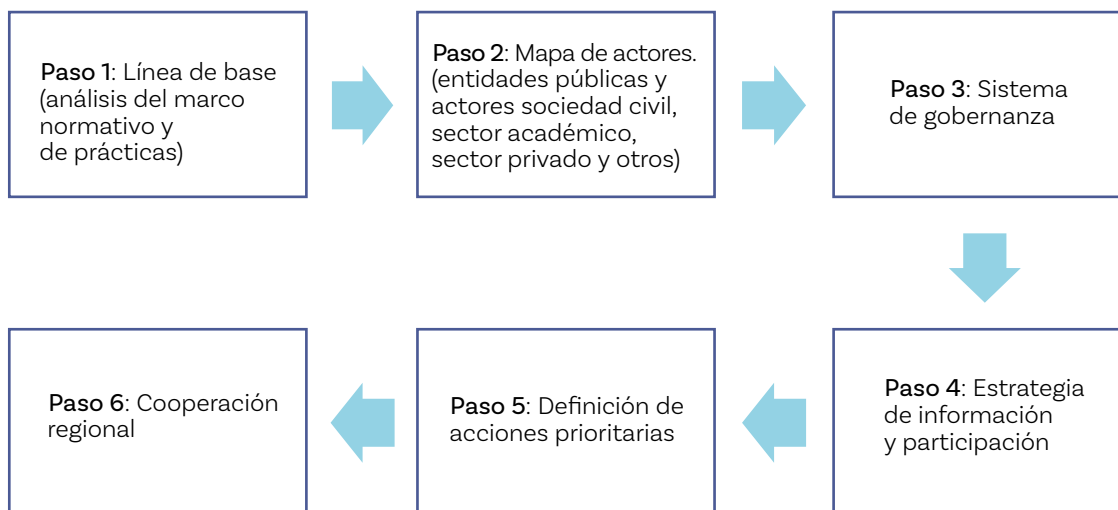 Paso 1: Línea de base
(análisis del marco
normativo y
de prácticas)
Paso 2: Mapa de actores.
(entidades públicas y
actores sociedad civil,
sector académico,
sector privado y otros)
Paso 3: Sistema
de gobernanza
Paso 4: Estrategia
de información
y participación
Paso 5: Definición de
acciones prioritarias
Paso 6: Cooperación
regional